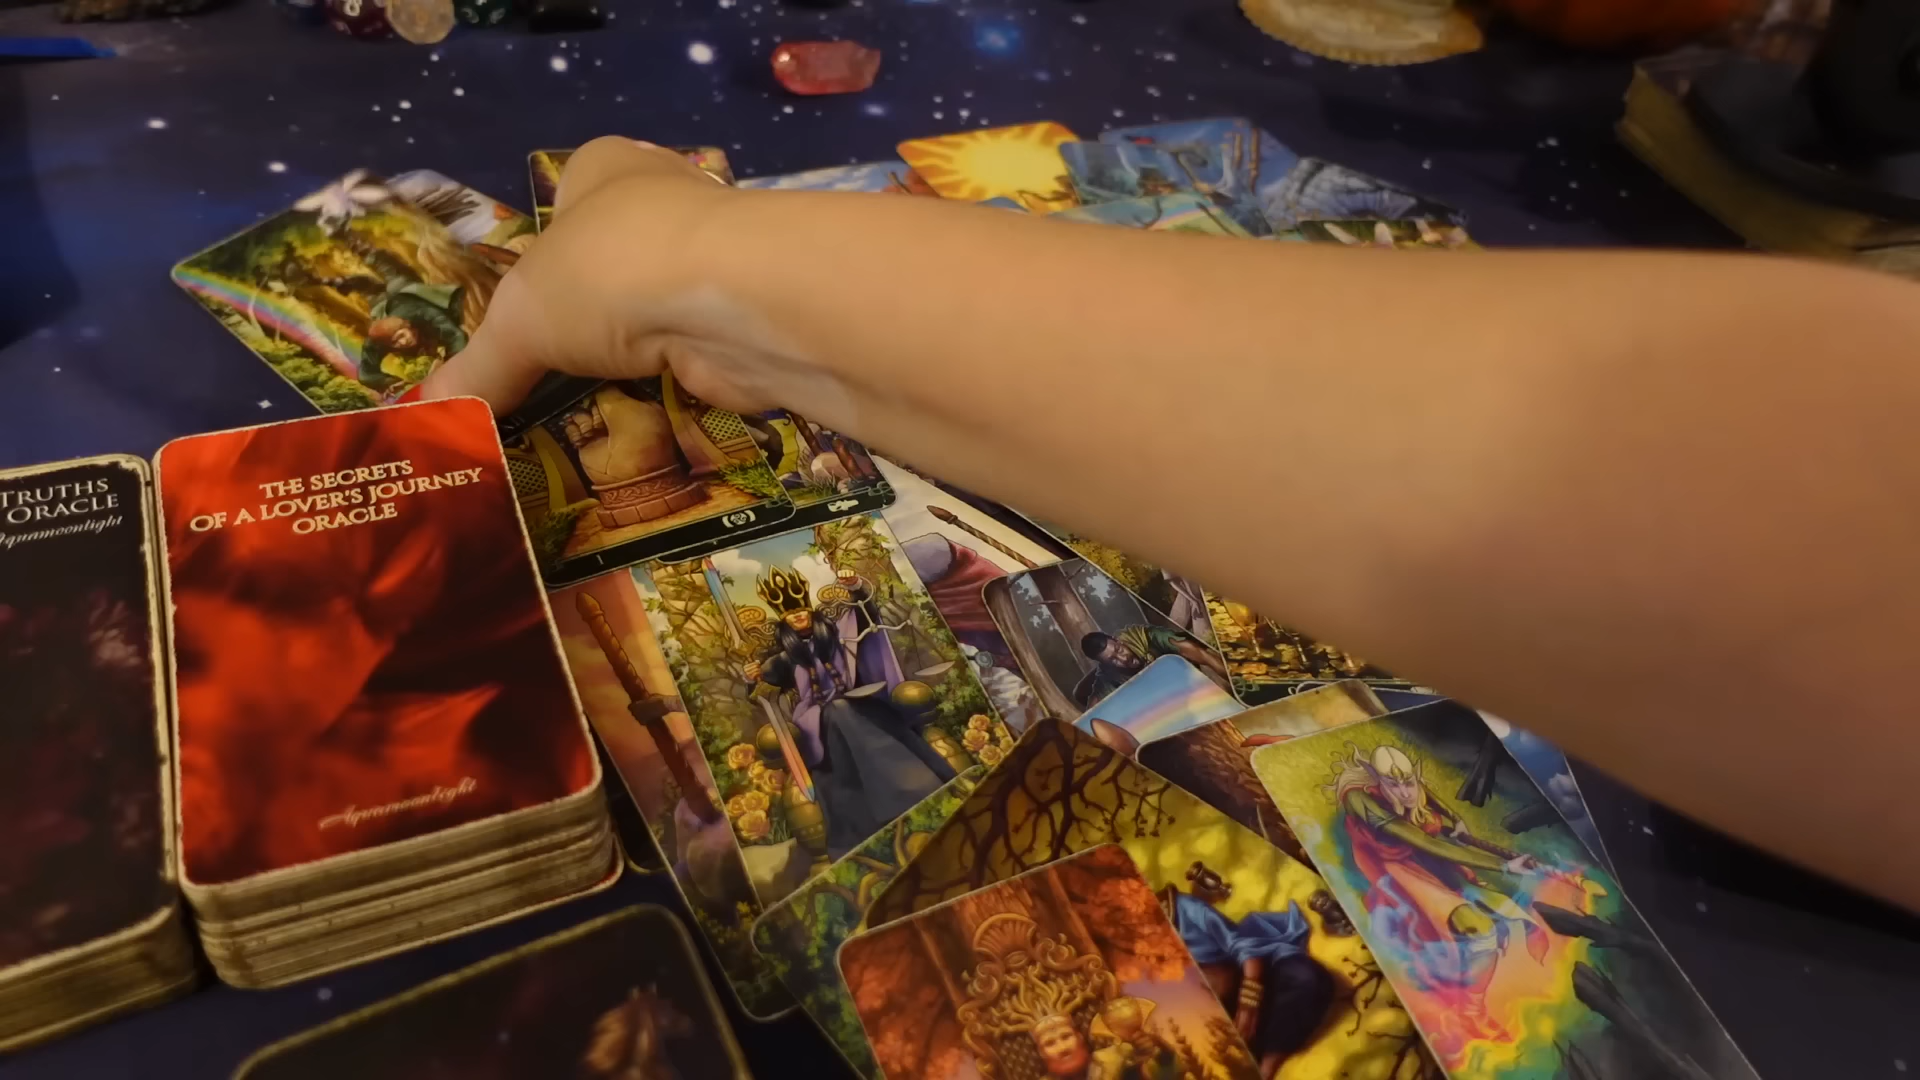 TRUTHS
ORACLE
Aquamoonlight
THE SECRETS
OF A LOVER'S JOURNEY
ORACLE
Aquamoonlight